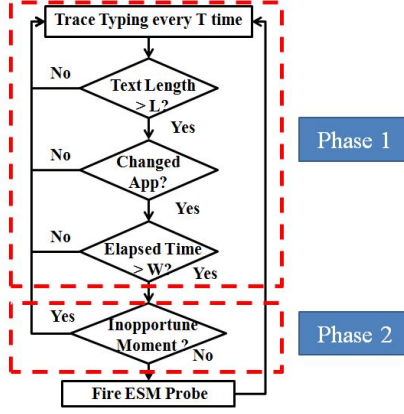 Trace Typing every T time
No
Text Length
> L?
Yes
Phase 1
No
Changed
App?
Yes
No
Elapsed Time
> W?
Yes
Yes
Inopportune
Moment ?
No
Phase 2
Fire ESM Probe